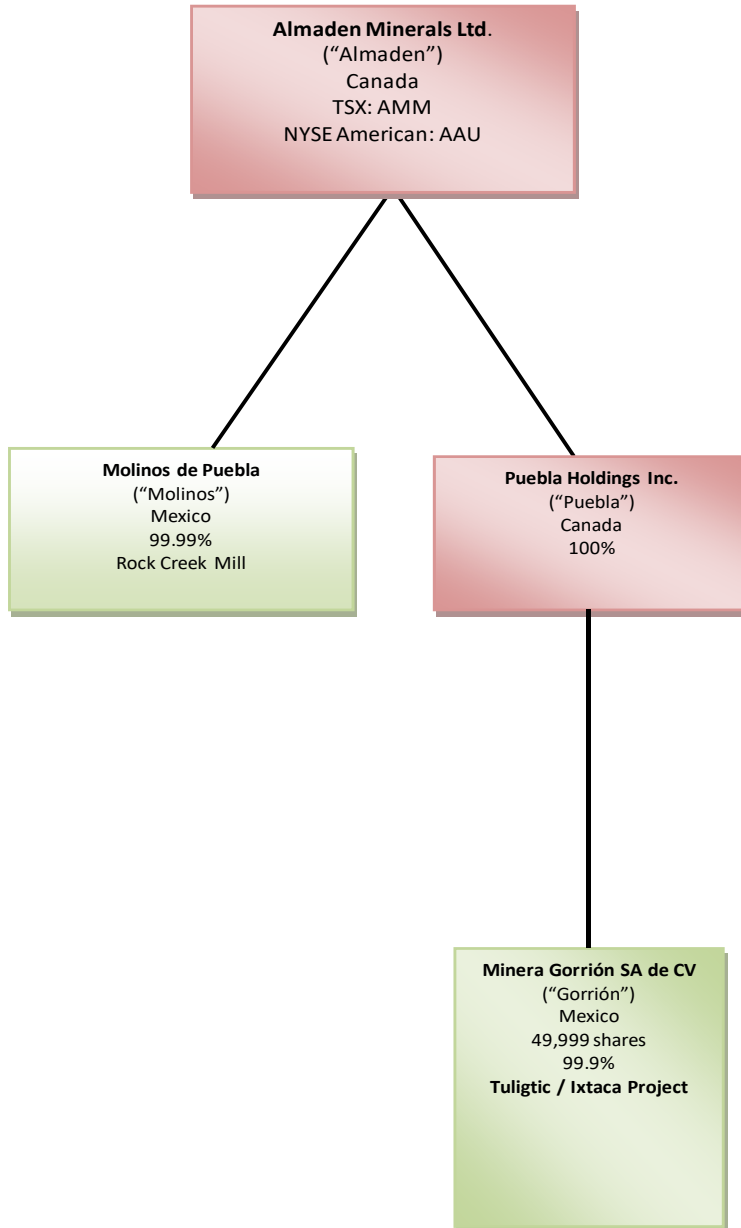 Almaden Minerals Ltd.
(“Almaden”)
Canada
TSX: AMM
NYSE American: AAU
Molinos de Puebla
(“Molinos”)
Mexico
99.99%
Rock Creek Mill
Puebla Holdings Inc.
(“Puebla”)
Canada
100%
Minera Gorrión SA de CV
(“Gorrión”)
Mexico
49,999 shares
99.9%
Tuligtic / Ixtaca Project